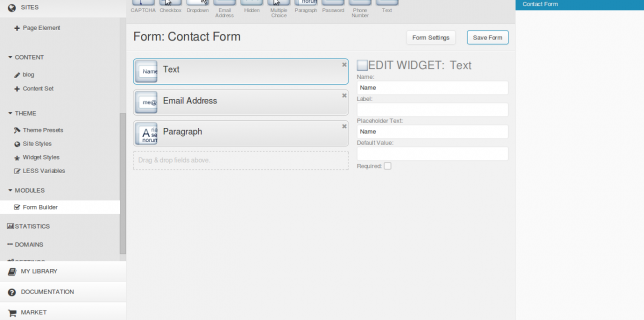 SITES
Page Element
CONTENT
blog
Content Set
THEME
Theme Presets
Site Styles
Widget Styles
LESS Variables
MODULES
Form Builder
STATISTICS
DOMAINS
MY LIBRARY
DOCUMENTATION
MARKET
CAPTCHA Checkbox Dropdown Email Address Hidden Multiple Choice Paragraph Password Phone Number Text
Form: Contact Form
Form Settings
Save Form
Name Text
me@ Email Address
Paragraph
Drag & drop fields above
EDIT WIDGET: Text
Name:
Name
Label:
Placeholder Text:
Name
Default Value:
Required:
Contact Form